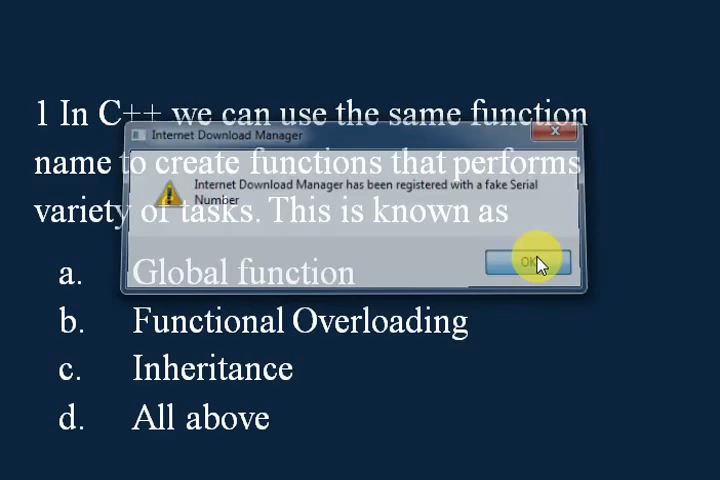 1 In C++ we can use the same function
Internet Download Manager
name to create functions that performs
Internet Download Manager has been registered with a fake Serial
Number
variety of tasks. This is known as
OK
a. Global function
b. Functional Overloading
c. Inheritance
d. All above